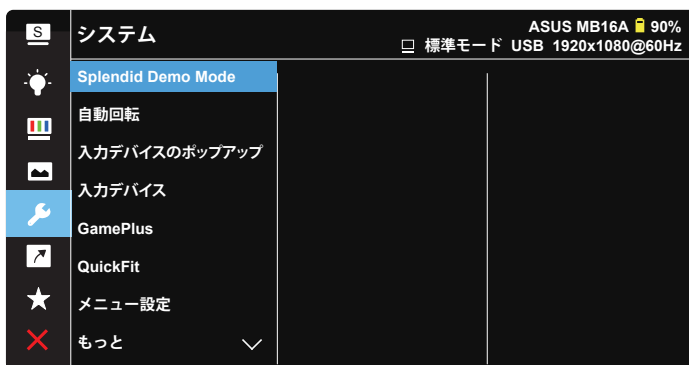 S
システム
ASUS MB16A 90%
標準モード USB 1920x1080@60Hz
Splendid Demo Mode
自動回転
入力デバイスのポップアップ
入力デバイス
GamePlus
QuickFit
メニュー設定
もっと